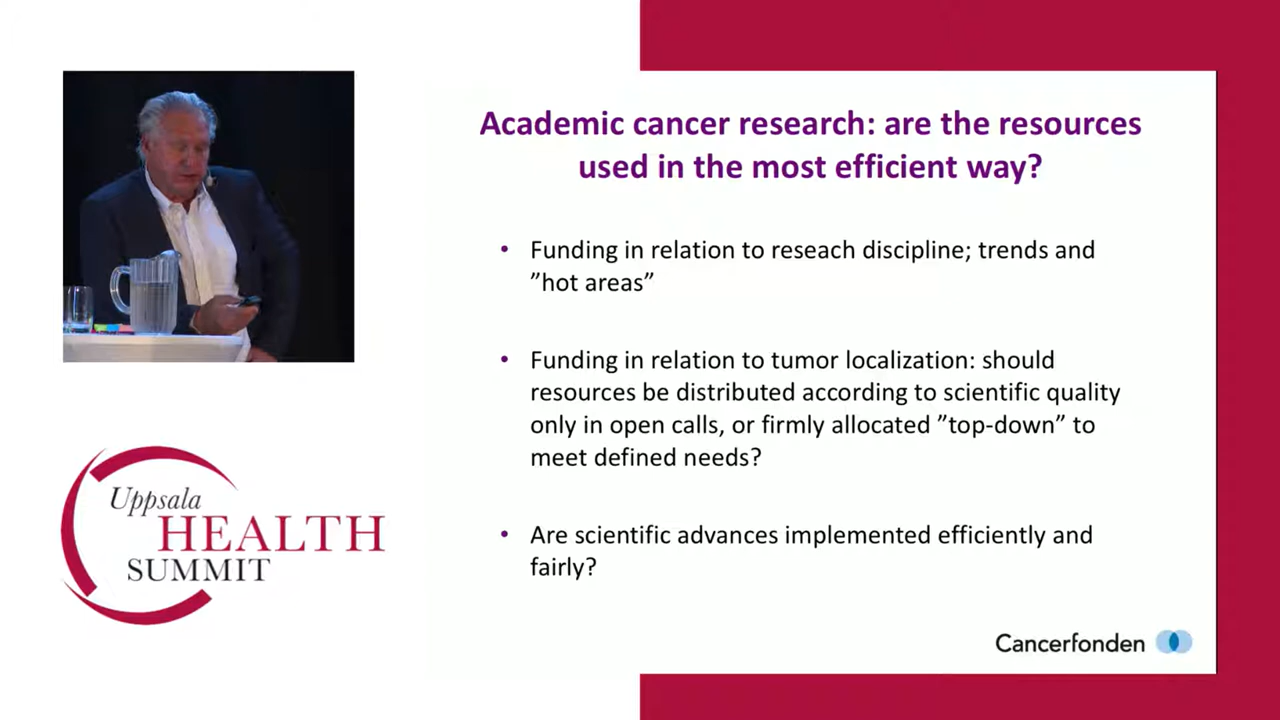 Academic cancer research: are the resources
used in the most efficient way?
• Funding in relation to reseach discipline; trends and
”hot areas”
• Funding in relation to tumor localization: should
resources be distributed according to scientific quality
only in open calls, or firmly allocated ”top-down” to
meet defined needs?
• Are scientific advances implemented efficiently and
fairly?
Uppsala
HEALTH
SUMMIT
Cancerfonden